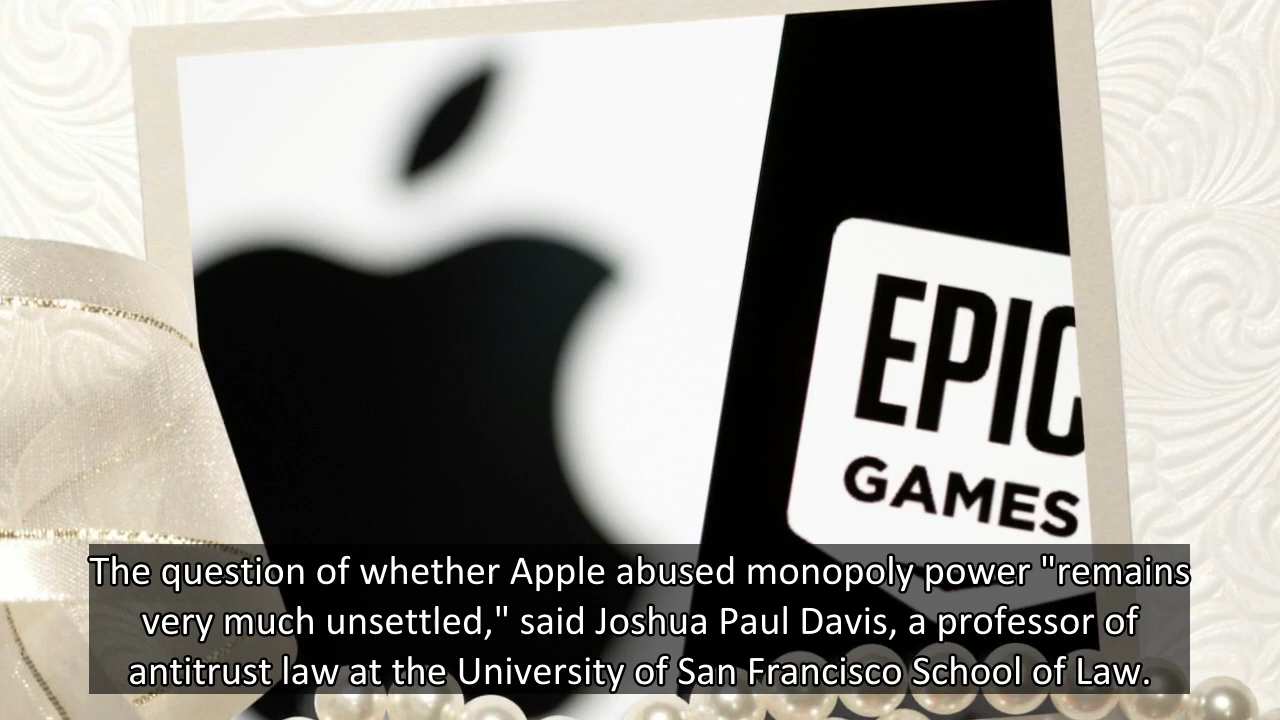 EPIC
GAMES
The question of whether Apple abused monopoly power "remains
very much unsettled," said Joshua Paul Davis, a professor of
antitrust law at the University of San Francisco School of Law.